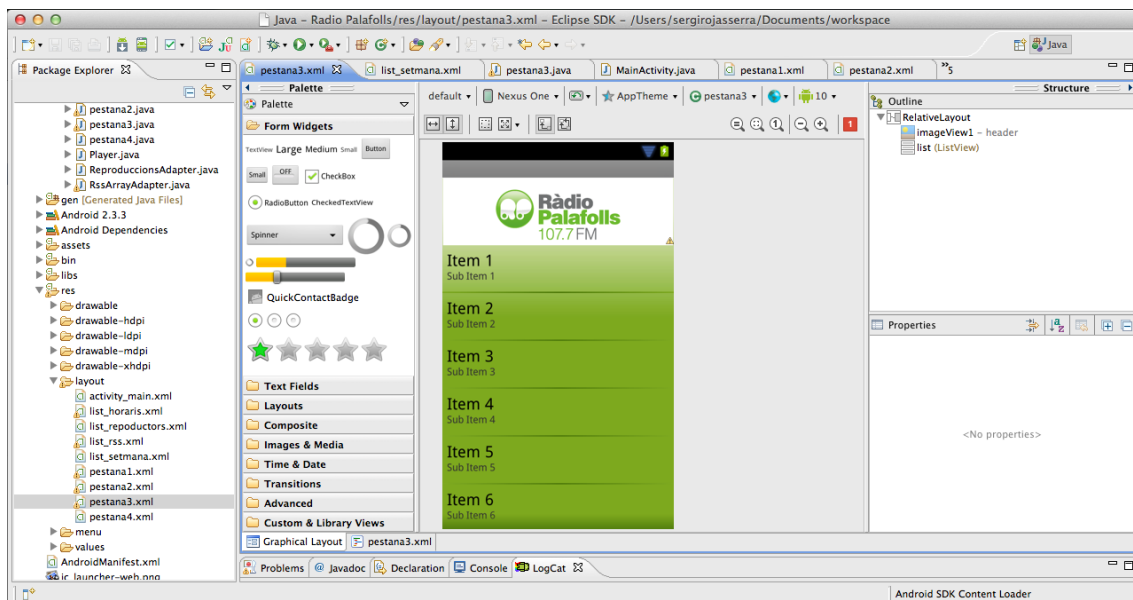 Java – Radio Palafolls/res/layout/pestana3.xml – Eclipse SDK – /Users/sergirojasserra/Documents/workspace
Java
Package Explorer
pestana2.java
pestana3.java
pestana4.java
Player.java
ReproduccionsAdapter.java
RssArrayAdapter.java
gen [Generated Java Files]
Android 2.3.3
Android Dependencies
assets
bin
libs
res
drawable
drawable-hdpi
drawable-ldpi
drawable-mdpi
drawable-xhdpi
layout
activity_main.xml
list_horaris.xml
list_repoductors.xml
list_rss.xml
list_setmana.xml
pestana1.xml
pestana2.xml
pestana3.xml
pestana4.xml
menu
values
AndroidManifest.xml
ic_launcher-web.png
pestana3.xml
list_setmana.xml
pestana3.java
MainActivity.java
pestana1.xml
pestana2.xml
»5
Palette
Palette
Form Widgets
TextView Large Medium Small Button
Small OFF CheckBox
RadioButton CheckedTextView
Spinner
QuickContactBadge
Text Fields
Layouts
Composite
Images & Media
Time & Date
Transitions
Advanced
Custom & Library Views
default
Nexus One
AppTheme
pestana3
10
1
Ràdio
Palafolls
107.7 FM
Item 1
Sub Item 1
Item 2
Sub Item 2
Item 3
Sub Item 3
Item 4
Sub Item 4
Item 5
Sub Item 5
Item 6
Sub Item 6
Graphical Layout
pestana3.xml
Structure
Outline
RelativeLayout
imageView1 – header
list (ListView)
Properties
<No properties>
Problems
Javadoc
Declaration
Console
LogCat
Android SDK Content Loader